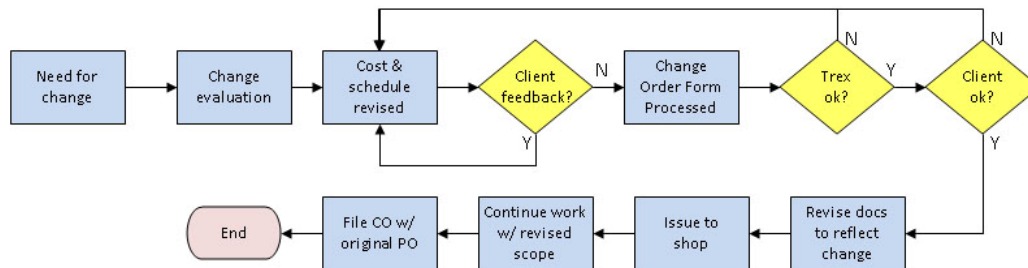 N
N
Need for
change
Change
evaluation
Cost &
schedule
revised
Client
feedback?
N
Change
Order Form
Processed
Trex
ok?
Y
Client
ok?
Y
Y
End
File CO w/
original PO
Continue work
w/ revised
scope
Issue to
shop
Revise docs
to reflect
change